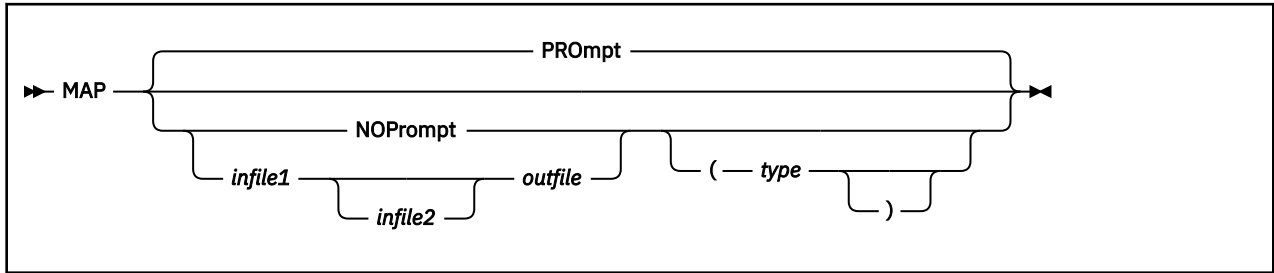 PROmpt
MAP
NOPrompt
infile1 outfile ( type
infile2 )